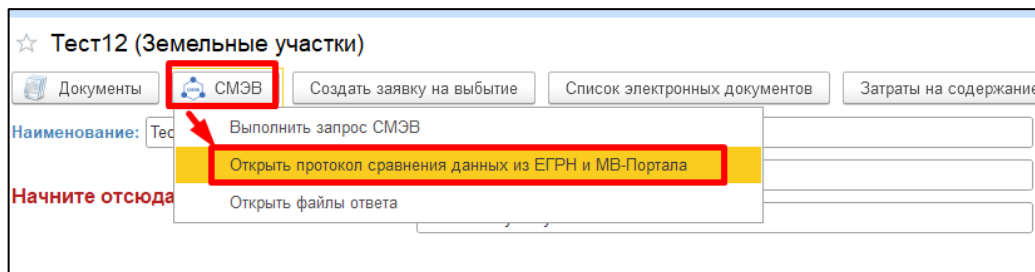 Тест12 (Земельные участки)
Документы СМЭВ Создать заявку на выбытие Список электронных документов Затраты на содержание
Наименование: Тес
Выполнить запрос СМЭВ
Открыть протокол сравнения данных из ЕГРН и МВ-Портала
Начните отсюда
Открыть файлы ответа